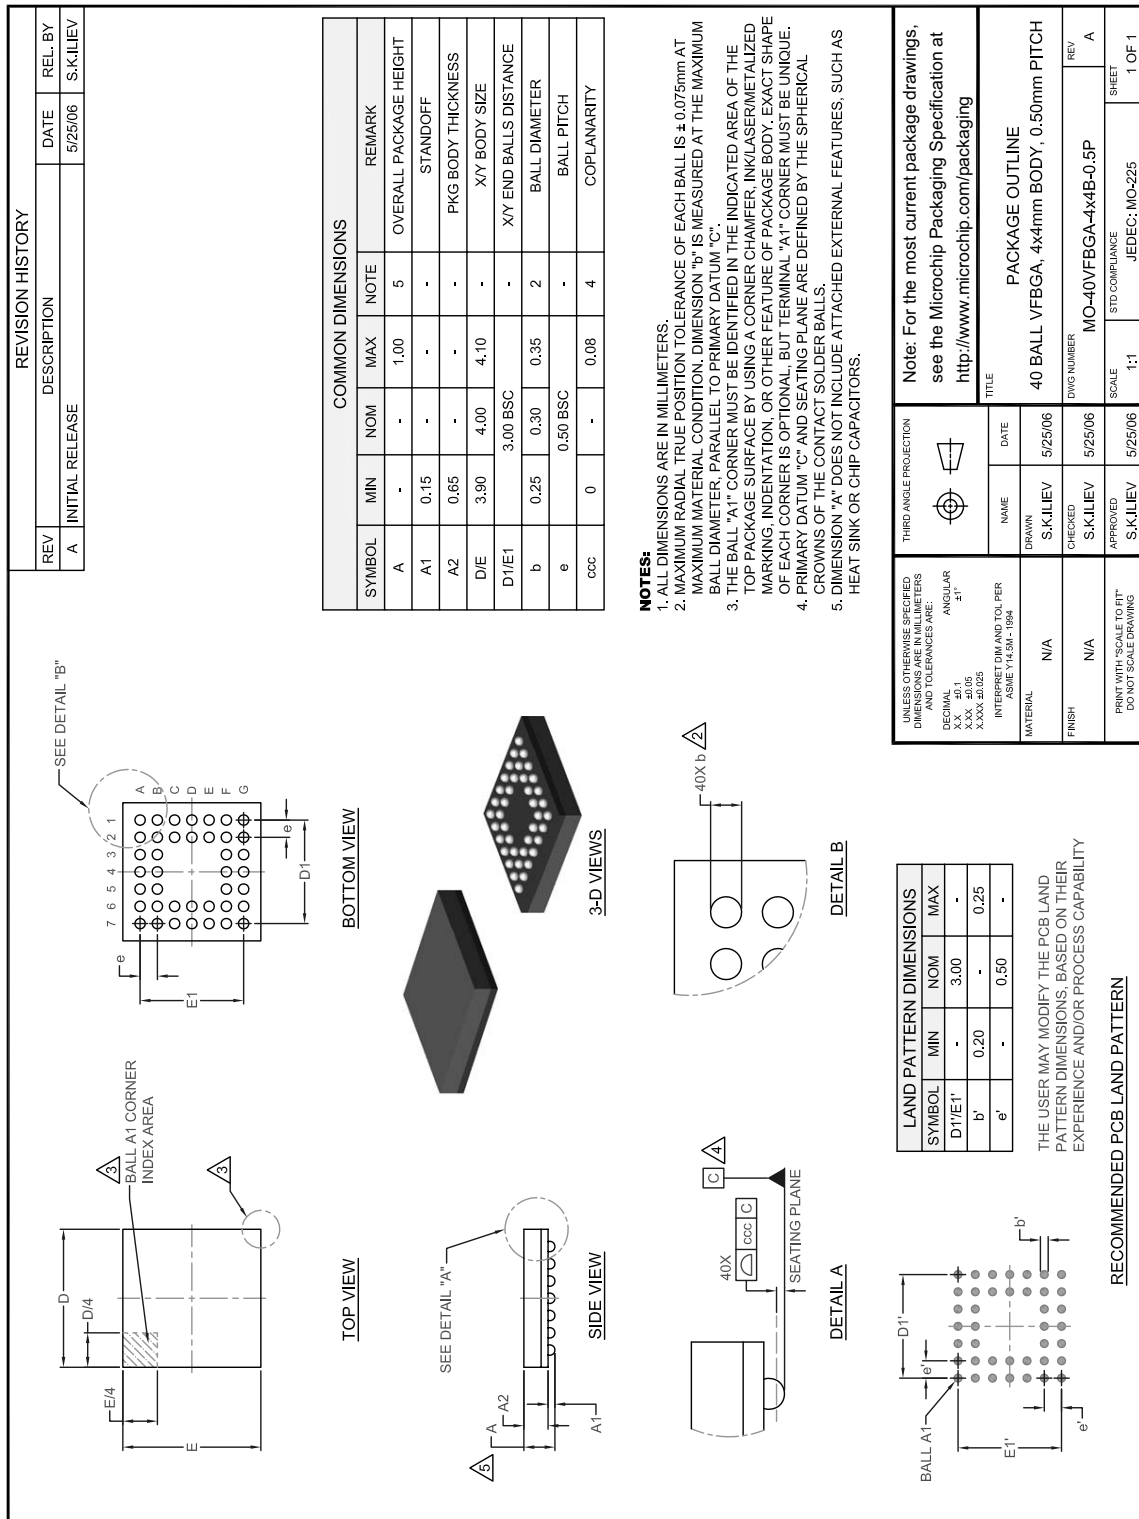 REVISION HISTORY
REV DESCRIPTION DATE REL. BY
A INITIAL RELEASE 5/25/06 S.K.ILIEV
D
D/4
E/4
E
3
BALL A1 CORNER
INDEX AREA
3
TOP VIEW
SEE DETAIL "B"
7 6 5 4 3 2 1
A
B
C
D
E
F
G
e
E1
e
D1
BOTTOM VIEW
COMMON DIMENSIONS
SYMBOL MIN NOM MAX NOTE REMARK
A - - 1.00 5 OVERALL PACKAGE HEIGHT
A1 0.15 - - - STANDOFF
A2 0.65 - - - PKG BODY THICKNESS
D/E 3.90 4.00 4.10 - X/Y BODY SIZE
D1/E1 3.00 BSC - X/Y END BALLS DISTANCE
b 0.25 0.30 0.35 2 BALL DIAMETER
e 0.50 BSC - BALL PITCH
ccc 0 - 0.08 4 COPLANARITY
SEE DETAIL "A"
5
A
A2
A1
SIDE VIEW
3-D VIEWS
NOTES:
1. ALL DIMENSIONS ARE IN MILLIMETERS.
2. MAXIMUM RADIAL TRUE POSITION TOLERANCE OF EACH BALL IS ± 0.075mm AT
MAXIMUM MATERIAL CONDITION. DIMENSION "b" IS MEASURED AT THE MAXIMUM
BALL DIAMETER, PARALLEL TO PRIMARY DATUM "C".
3. THE BALL "A1" CORNER MUST BE IDENTIFIED IN THE INDICATED AREA OF THE
TOP PACKAGE SURFACE BY USING A CORNER CHAMFER, INK/LASER/METALIZED
MARKING, INDENTATION, OR OTHER FEATURE OF PACKAGE BODY. EXACT SHAPE
OF EACH CORNER IS OPTIONAL, BUT TERMINAL "A1" CORNER MUST BE UNIQUE.
4. PRIMARY DATUM "C" AND SEATING PLANE ARE DEFINED BY THE SPHERICAL
CROWNS OF THE CONTACT SOLDER BALLS.
5. DIMENSION "A" DOES NOT INCLUDE ATTACHED EXTERNAL FEATURES, SUCH AS
HEAT SINK OR CHIP CAPACITORS.
40X
ccc C
C
4
SEATING PLANE
DETAIL A
40X b
2
DETAIL B
BALL A1
D1'
e'
b'
E1'
e'
LAND PATTERN DIMENSIONS
SYMBOL MIN NOM MAX
D1'/E1' - 3.00 -
b' 0.20 - 0.25
e' - 0.50 -
THE USER MAY MODIFY THE PCB LAND
PATTERN DIMENSIONS, BASED ON THEIR
EXPERIENCE AND/OR PROCESS CAPABILITY
RECOMMENDED PCB LAND PATTERN
UNLESS OTHERWISE SPECIFIED
DIMENSIONS ARE IN MILLIMETERS
AND TOLERANCES ARE:
DECIMAL ANGULAR
X.X ±0.1 ±1°
X.XX ±0.05
X.XXX ±0.025
INTERPRET DIM AND TOL PER
ASME Y14.5M - 1994
MATERIAL
N/A
FINISH
N/A
PRINT WITH "SCALE TO FIT"
DO NOT SCALE DRAWING
THIRD ANGLE PROJECTION
NAME DATE
DRAWN
S.K.ILIEV 5/25/06
CHECKED
S.K.ILIEV 5/25/06
APPROVED
S.K.ILIEV 5/25/06
Note: For the most current package drawings,
see the Microchip Packaging Specification at
http://www.microchip.com/packaging
TITLE
PACKAGE OUTLINE
40 BALL VFBGA, 4x4mm BODY, 0.50mm PITCH
DWG NUMBER
MO-40VFBGA-4x4B-0.5P
REV
A
SCALE
1:1
STD COMPLIANCE
JEDEC: MO-225
SHEET
1 OF 1